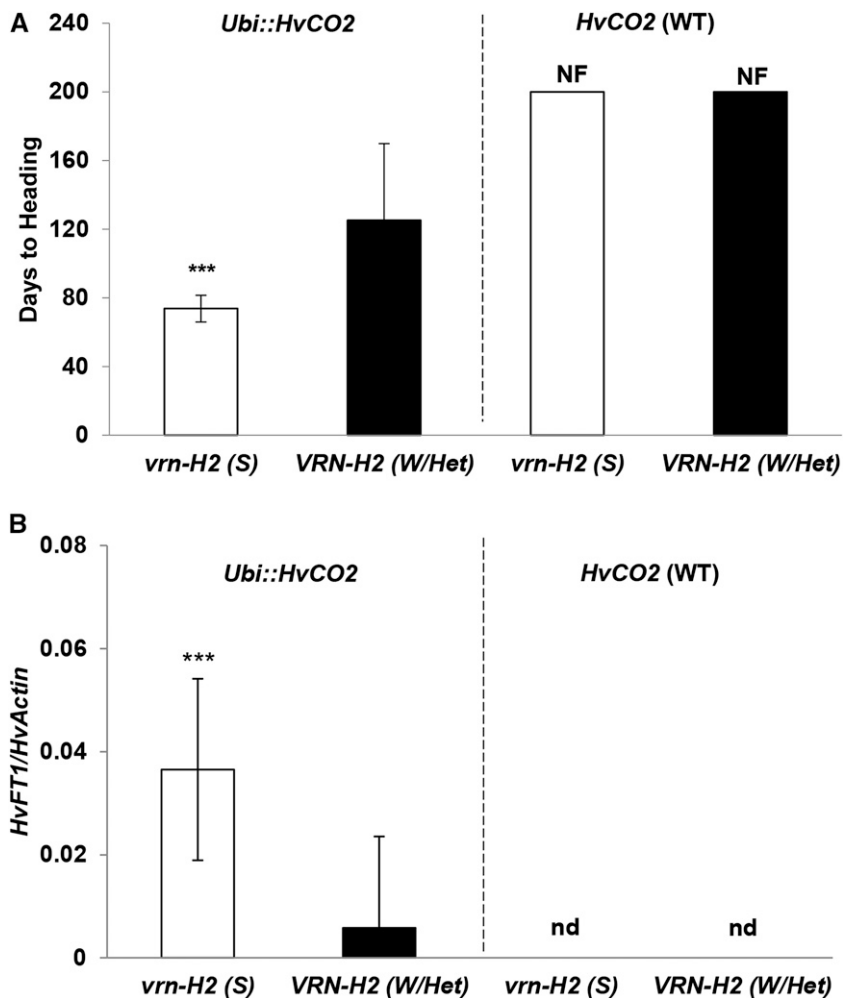 A
Ubi::HvCO2
HvCO2 (WT)
Days to Heading
240
200
160
120
80
40
0
***
NF
NF
vrn-H2 (S)
VRN-H2 (W/Het)
vrn-H2 (S)
VRN-H2 (W/Het)
B
Ubi::HvCO2
HvCO2 (WT)
HvFT1/HvActin
0.08
0.06
0.04
0.02
0
***
nd
nd
vrn-H2 (S)
VRN-H2 (W/Het)
vrn-H2 (S)
VRN-H2 (W/Het)